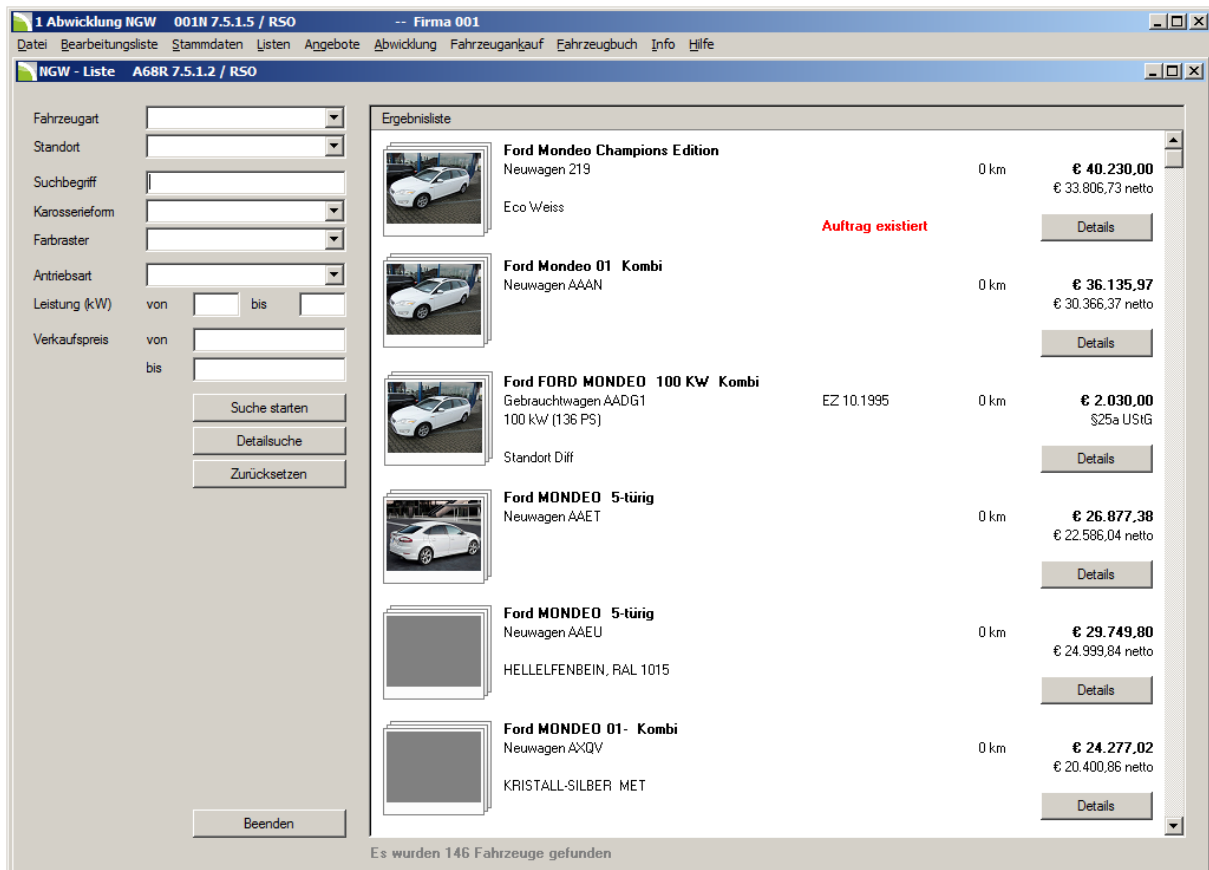 1 Abwicklung NGW 001N 7.5.1.5 / RSO -- Firma 001
Datei Bearbeitungsliste Stammdaten Listen Angebote Abwicklung Fahrzeugankauf Fahrzeugbuch Info Hilfe
NGW - Liste A68R 7.5.1.2 / RSO
Fahrzeugart
Standort
Suchbegriff
Karosserieform
Farbraster
Antriebsart
Leistung (kW) von bis
Verkaufspreis von
bis
Suche starten
Detailsuche
Zurücksetzen
Beenden
Ergebnisliste
Ford Mondeo Champions Edition
Neuwagen 219 0 km € 40.230,00
€ 33.806,73 netto
Eco Weiss
Auftrag existiert Details
Ford Mondeo 01 Kombi
Neuwagen AAAN 0 km € 36.135,97
€ 30.366,37 netto
Details
Ford FORD MONDEO 100 KW Kombi
Gebrauchtwagen AADG1 EZ 10.1995 0 km € 2.030,00
100 kW (136 PS) §25a UStG
Standort Diff Details
Ford MONDEO 5-türig
Neuwagen AAET 0 km € 26.877,38
€ 22.586,04 netto
Details
Ford MONDEO 5-türig
Neuwagen AAEU 0 km € 29.749,80
€ 24.999,84 netto
HELLELFENBEIN, RAL 1015
Details
Ford MONDEO 01- Kombi
Neuwagen AXQV 0 km € 24.277,02
€ 20.400,86 netto
KRISTALL-SILBER MET
Details
Es wurden 146 Fahrzeuge gefunden